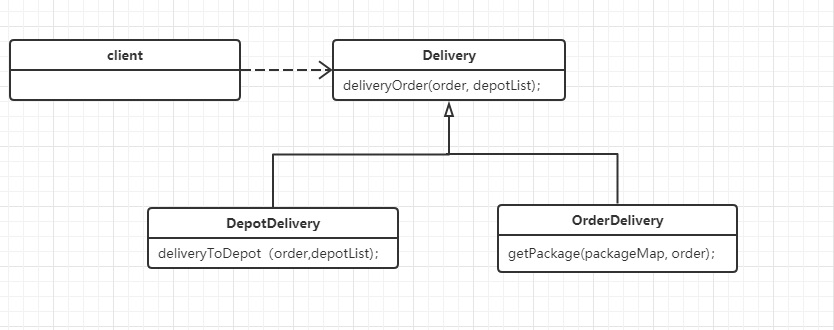 client
Delivery
deliveryOrder(order, depotList);
DepotDelivery
deliveryToDepot（order,depotList);
OrderDelivery
getPackage(packageMap, order);